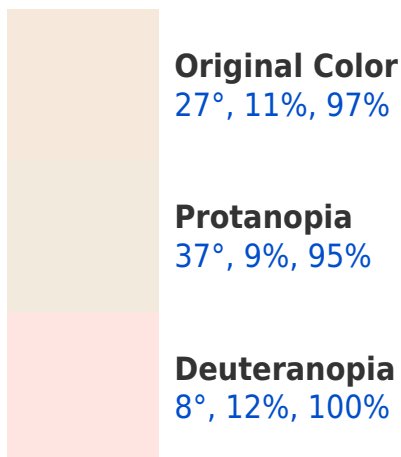 Original Color
27°, 11%, 97%
Protanopia
37°, 9%, 95%
Deuteranopia
8°, 12%, 100%